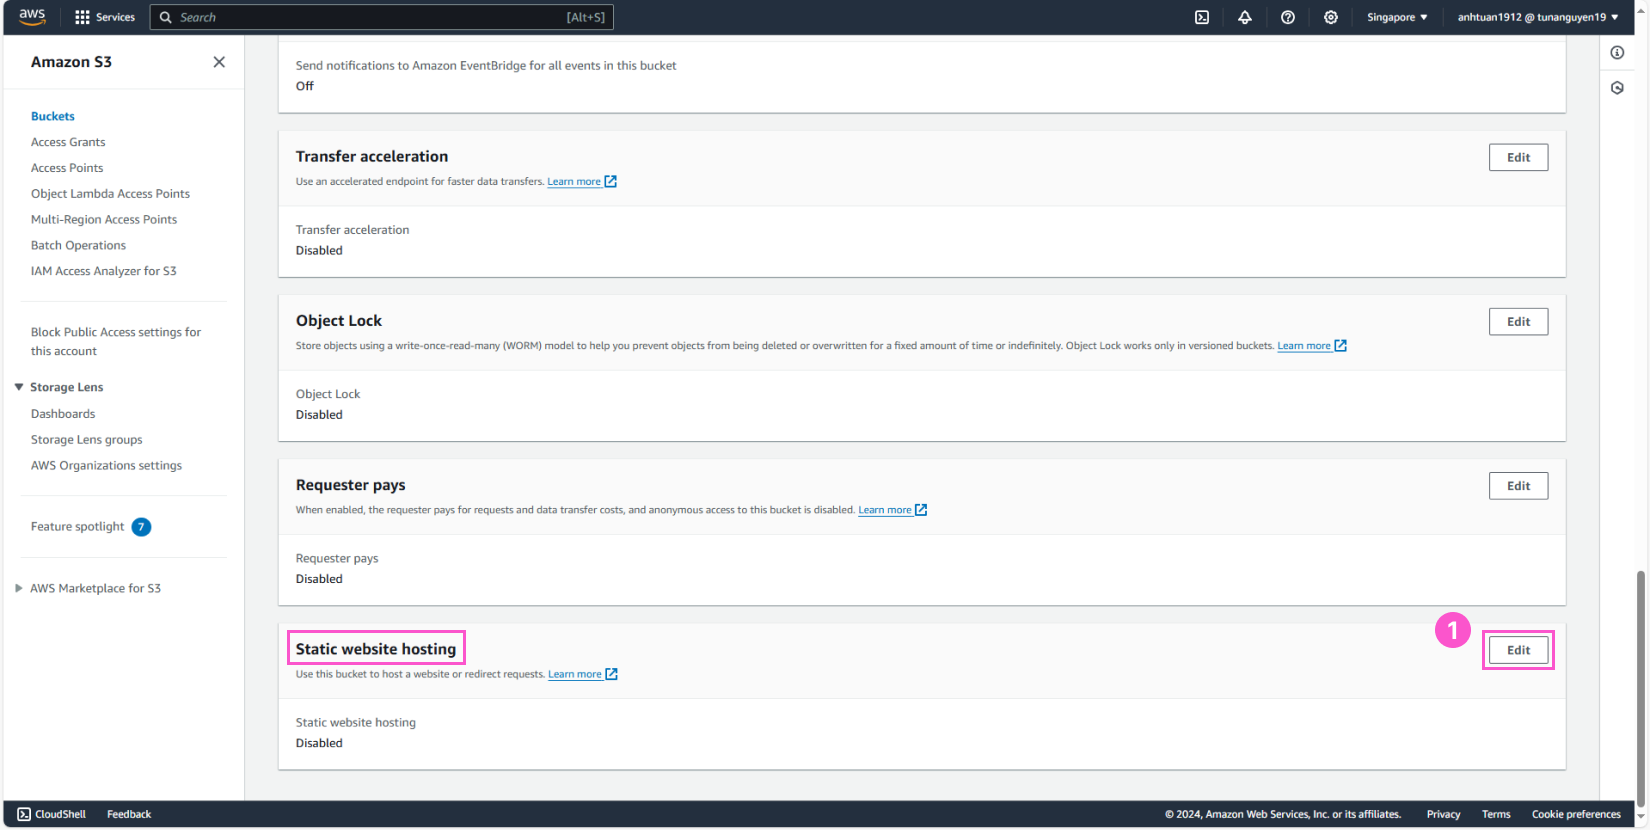 aws
Services
Search
[Alt+S]
Singapore
anhtuan1912 @ tunanguyen19
Amazon S3
Buckets
Access Grants
Access Points
Object Lambda Access Points
Multi-Region Access Points
Batch Operations
IAM Access Analyzer for S3
Block Public Access settings for
this account
Storage Lens
Dashboards
Storage Lens groups
AWS Organizations settings
Feature spotlight 7
AWS Marketplace for S3
Send notifications to Amazon EventBridge for all events in this bucket
Off
Transfer acceleration
Edit
Use an accelerated endpoint for faster data transfers. Learn more
Transfer acceleration
Disabled
Object Lock
Edit
Store objects using a write-once-read-many (WORM) model to help you prevent objects from being deleted or overwritten for a fixed amount of time or indefinitely. Object Lock works only in versioned buckets. Learn more
Object Lock
Disabled
Requester pays
Edit
When enabled, the requester pays for requests and data transfer costs, and anonymous access to this bucket is disabled. Learn more
Requester pays
Disabled
1
Static website hosting
Edit
Use this bucket to host a website or redirect requests. Learn more
Static website hosting
Disabled
CloudShell
Feedback
© 2024, Amazon Web Services, Inc. or its affiliates.
Privacy
Terms
Cookie preferences